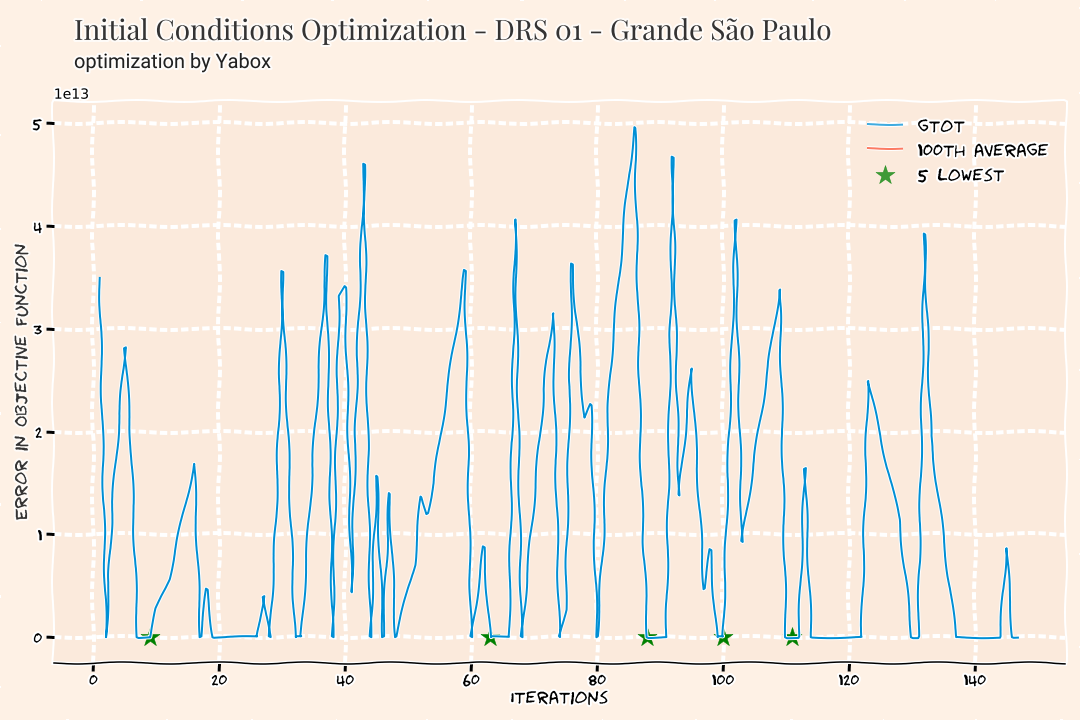 Initial Conditions Optimization - DRS 01 - Grande São Paulo
optimization by Yabox
1e13
5
4
3
2
1
0
ERROR IN OBJECTIVE FUNCTION
GTOT
100TH AVERAGE
5 LOWEST
0 20 40 60 80 100 120 140
ITERATIONS